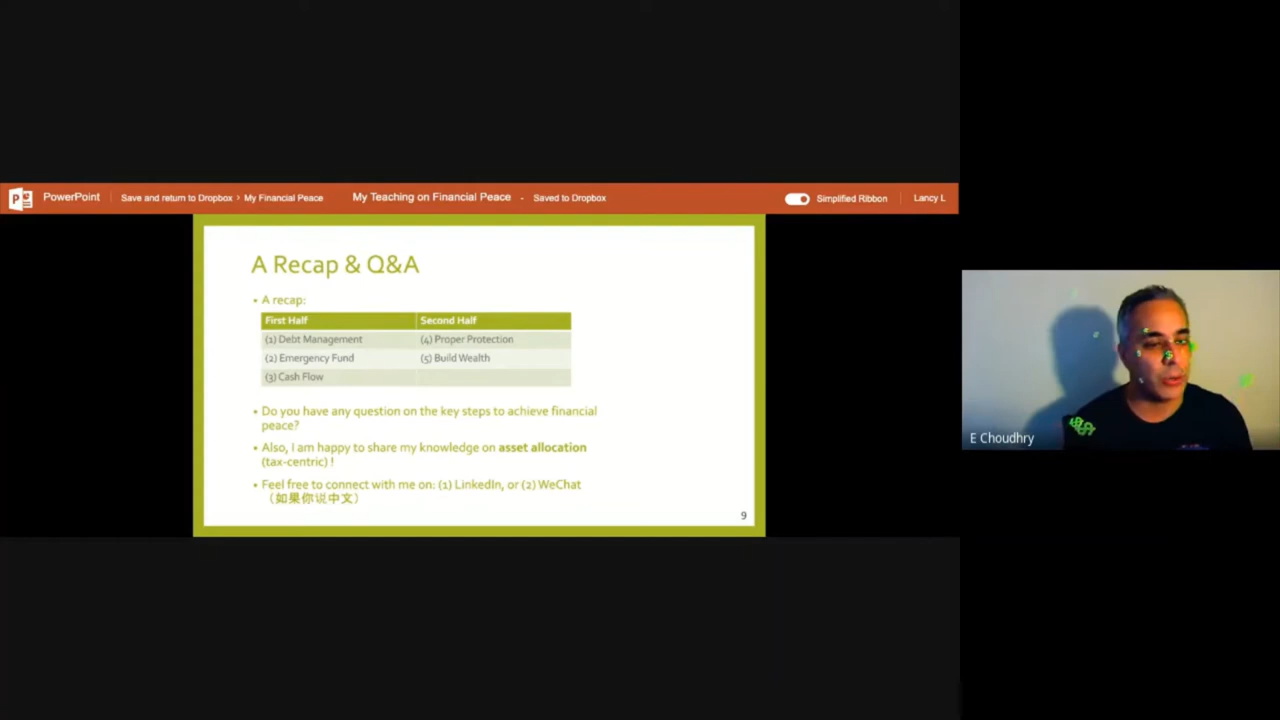 PowerPoint Save and return to Dropbox > My Financial Peace My Teaching on Financial Peace - Saved to Dropbox Simplified Ribbon Lancy L
A Recap & Q&A
• A recap:
First Half Second Half
(1) Debt Management (4) Proper Protection
(2) Emergency Fund (5) Build Wealth
(3) Cash Flow
• Do you have any question on the key steps to achieve financial
peace?
• Also, I am happy to share my knowledge on asset allocation
(tax-centric) !
• Feel free to connect with me on: (1) LinkedIn, or (2) WeChat
（如果你说中文）
9
E Choudhry